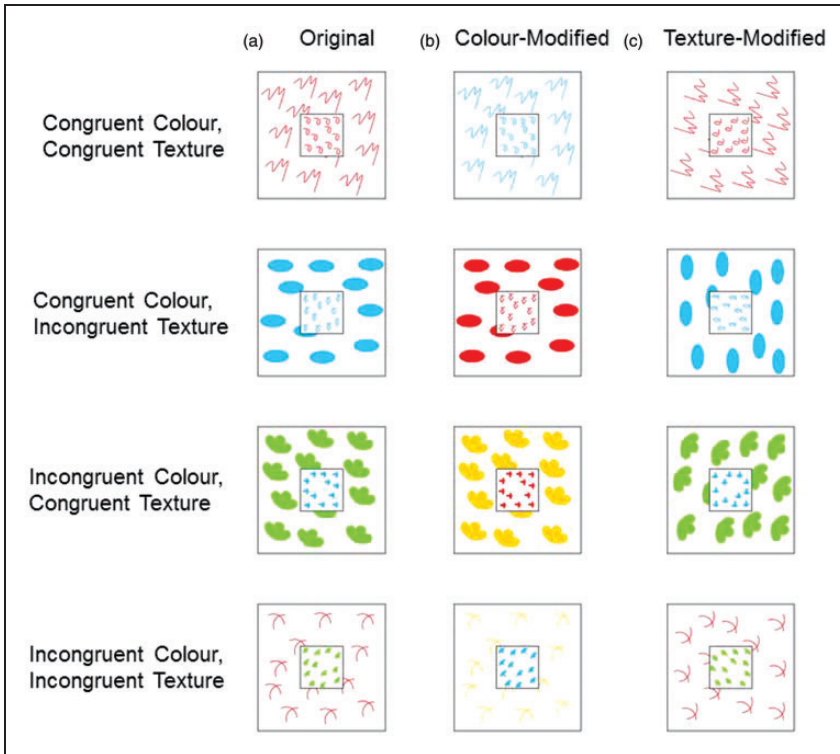 (a) Original (b) Colour-Modified (c) Texture-Modified
Congruent Colour,
Congruent Texture
Congruent Colour,
Incongruent Texture
Incongruent Colour,
Congruent Texture
Incongruent Colour,
Incongruent Texture